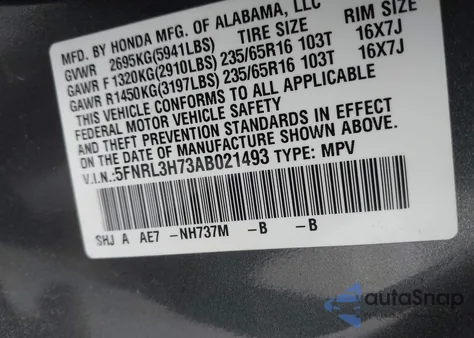 MFD. BY HONDA MFG. OF ALABAMA, LLC
GVWR 2695KG(5941LBS) TIRE SIZE RIM SIZE
GAWR F 1320KG(2910LBS) 235/65R16 103T 16X7J
GAWR R1450KG(3197LBS) 235/65R16 103T 16X7J
THIS VEHICLE CONFORMS TO ALL APPLICABLE
FEDERAL MOTOR VEHICLE SAFETY
AND THEFT PREVENTION STANDARDS IN EFFECT
ON THE DATE OF MANUFACTURE SHOWN ABOVE.
V.I.N.:5FNRL3H73AB021493 TYPE: MPV
SHJ A AE7 -NH737M -B -B
autoSnap